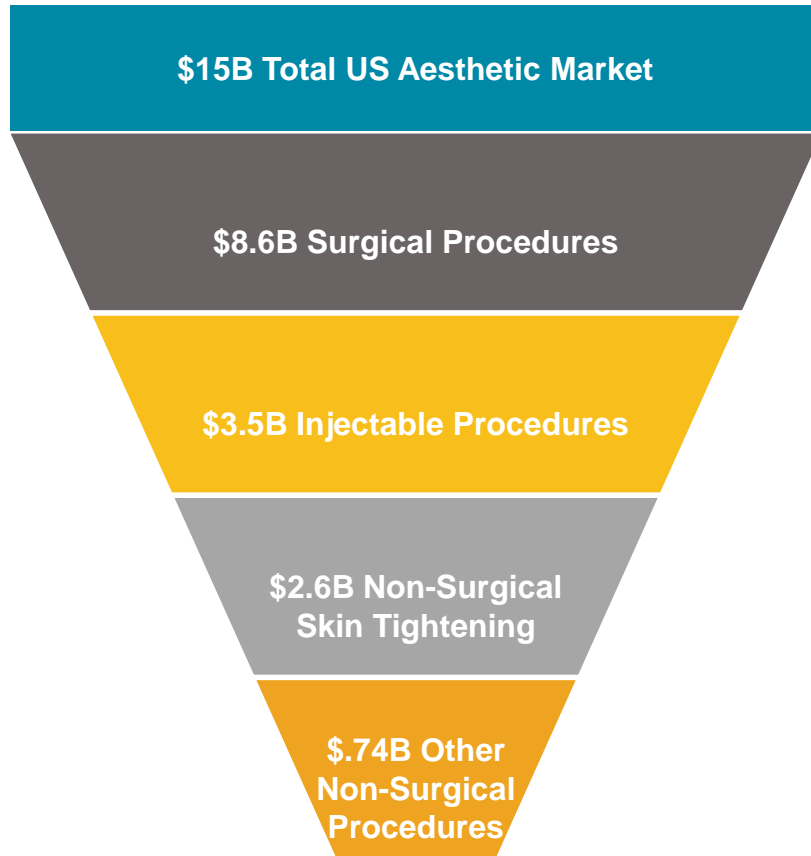 $15B Total US Aesthetic Market
$8.6B Surgical Procedures
$3.5B Injectable Procedures
$2.6B Non-Surgical
Skin Tightening
$.74B Other
Non-Surgical
Procedures